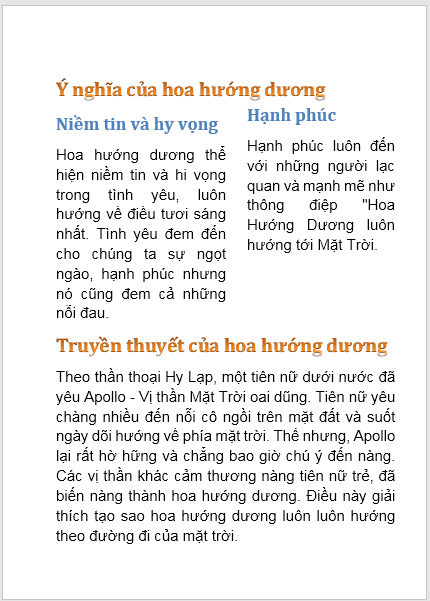 Ý nghĩa của hoa hướng dương
Niềm tin và hy vọng
Hoa hướng dương thể
hiện niềm tin và hi vọng
trong tình yêu, luôn
hướng về điều tươi sáng
nhất. Tình yêu đem đến
cho chúng ta sự ngọt
ngào, hạnh phúc nhưng
nó cũng đem cả những
nỗi đau.
Hạnh phúc
Hạnh phúc luôn đến
với những người lạc
quan và mạnh mẽ như
thông điệp "Hoa
Hướng Dương luôn
hướng tới Mặt Trời.
Truyền thuyết của hoa hướng dương
Theo thần thoại Hy Lạp, một tiên nữ dưới nước đã
yêu Apollo - Vị thần Mặt Trời oai dũng. Tiên nữ yêu
chàng nhiều đến nỗi cô ngồi trên mặt đất và suốt
ngày dõi hướng về phía mặt trời. Thế nhưng, Apollo
lại rất hờ hững và chẳng bao giờ chú ý đến nàng.
Các vị thần khác cảm thương nàng tiên nữ trẻ, đã
biến nàng thành hoa hướng dương. Điều này giải
thích tạo sao hoa hướng dương luôn luôn hướng
theo đường đi của mặt trời.